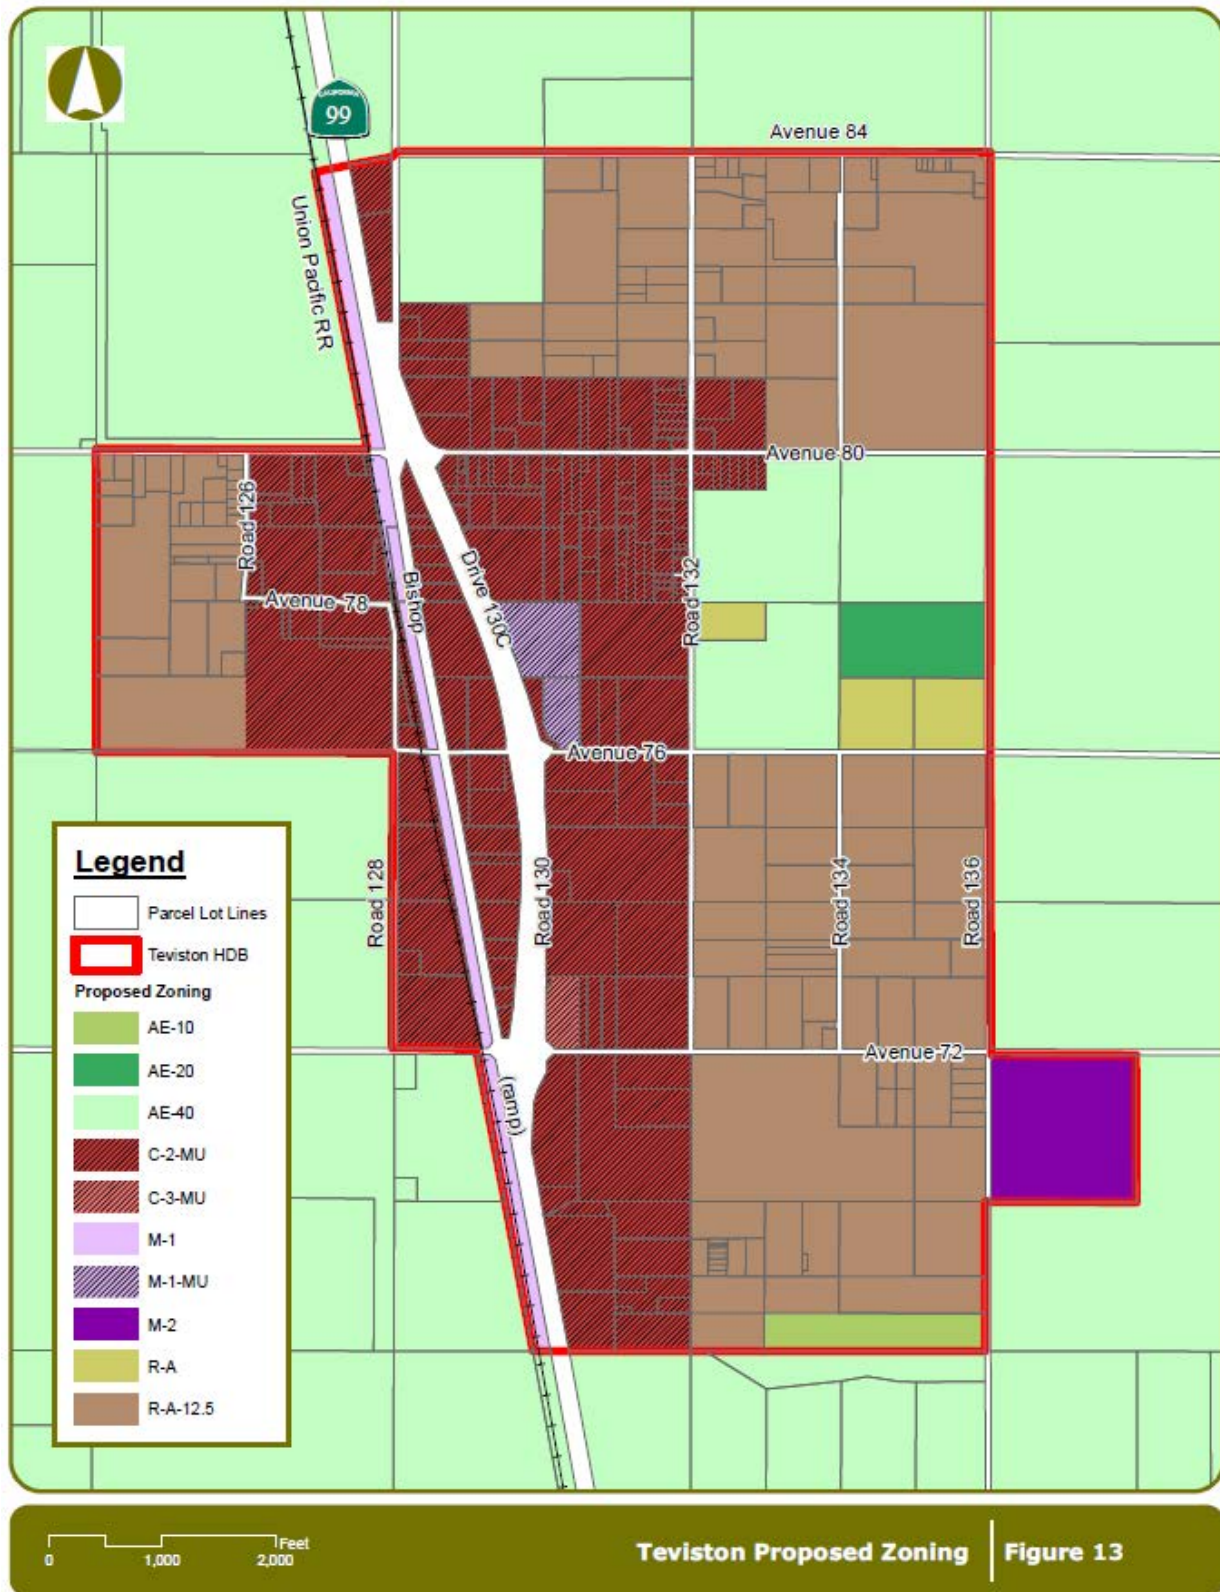 CALIFORNIA
99
Avenue 84
Union Pacific RR
Avenue 80
Road 126
Avenue 78
Bishop
Drive 130C
Road 132
Avenue 76
Road 128
Road 130
Road 134
Road 136
Avenue 72
(ramp)
Legend
Parcel Lot Lines
Teviston HDB
Proposed Zoning
AE-10
AE-20
AE-40
C-2-MU
C-3-MU
M-1
M-1-MU
M-2
R-A
R-A-12.5
Feet
0 1,000 2,000
Teviston Proposed Zoning Figure 13